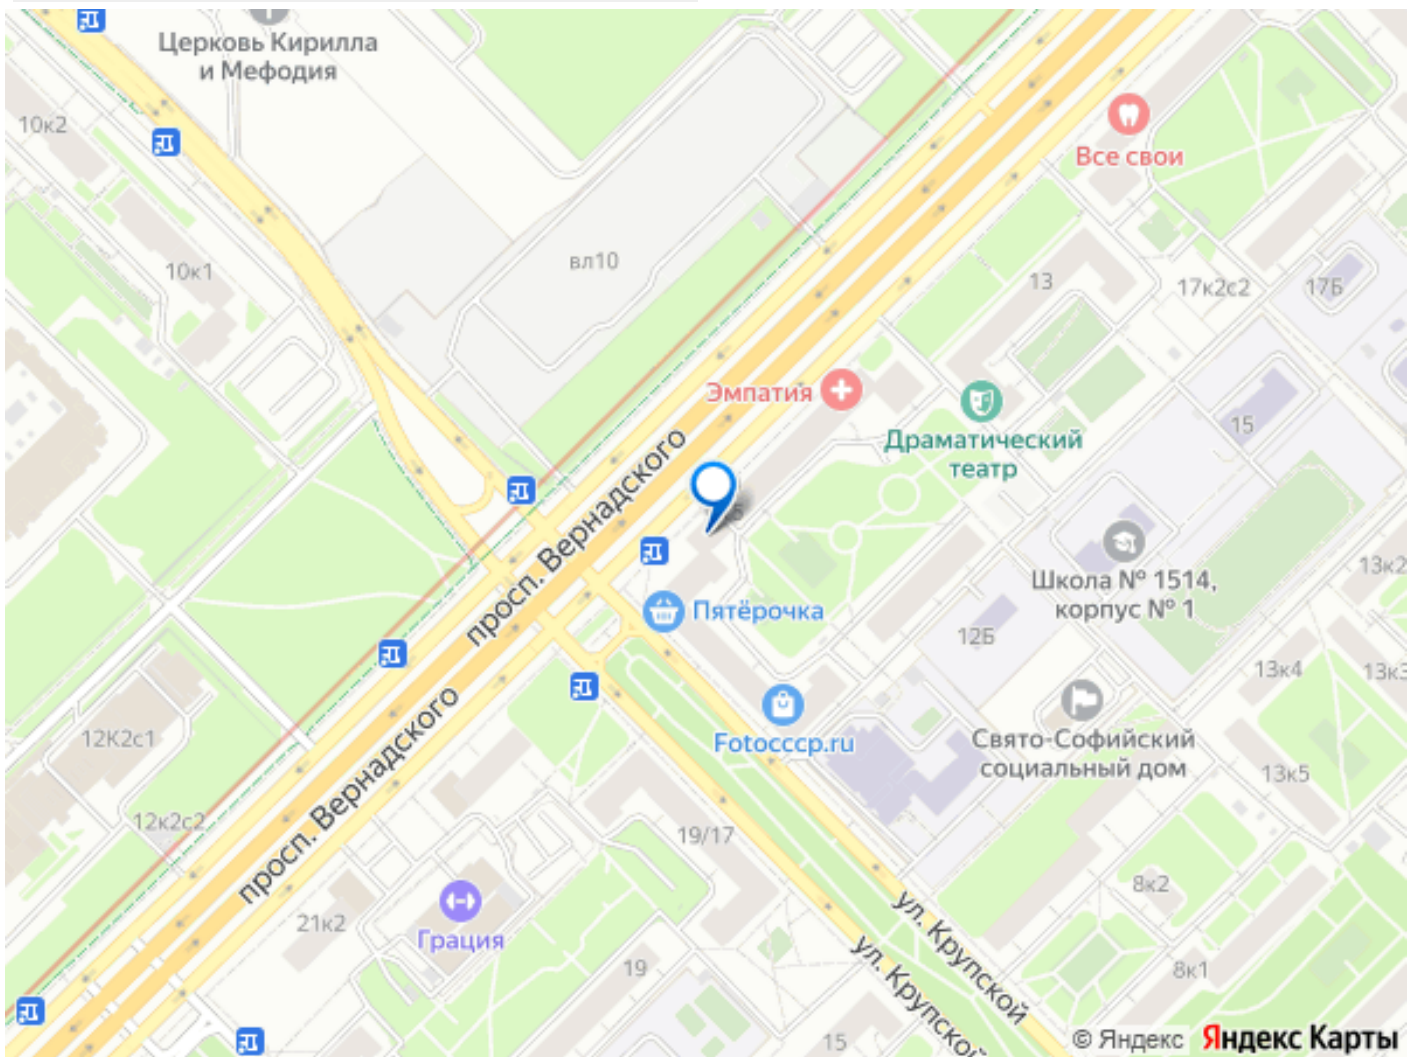 Церковь Кирилла
и Мефодия
10к2
Все свои
10к1
вл10
13
17к2с2
17Б
Эмпатия
Драматический
театр
15
просп. Вернадского
Школа № 1514,
корпус № 1
13к2
Пятёрочка
12Б
13к4
13к3
Fotocccp.ru
Свято-Софийский
социальный дом
13к5
12К2с1
просп. Вернадского
12к2с2
19/17
8к2
21к2
Грация
ул. Крупской
ул. Крупской
19
8к1
15
© Яндекс Яндекс Карты